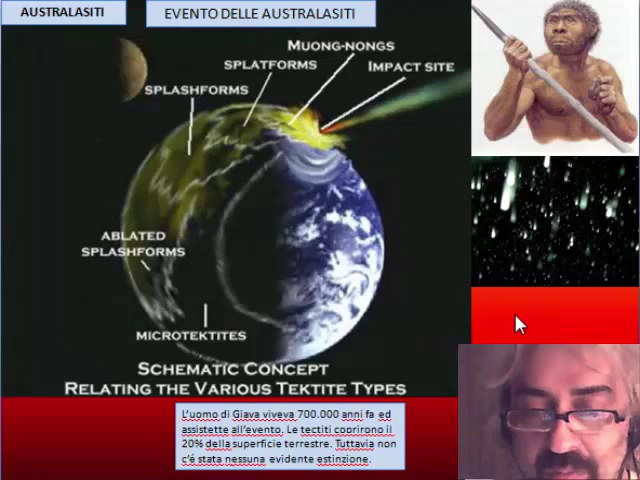 AUSTRALASITI
EVENTO DELLE AUSTRALASITI
MUONG-NONGS
SPLATFORMS
IMPACT SITE
SPLASHFORMS
ABLATED
SPLASHFORMS
MICROTEKTITES
SCHEMATIC CONCEPT
RELATING THE VARIOUS TEKTITE TYPES
L'uomo di Giava viveva 700.000 anni fa ed
assistette all'evento. Le tectiti coprirono il
20% della superficie terrestre. Tuttavia non
c'é stata nessuna evidente estinzione.